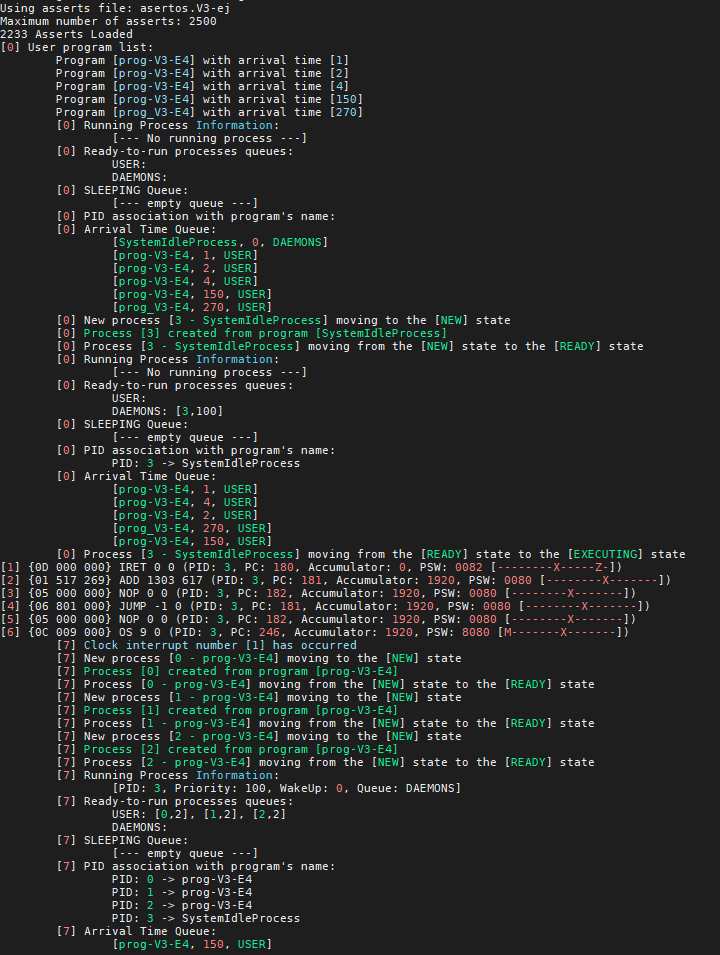 Using asserts file: asertos.V3-ej
Maximum number of asserts: 2500
2233 Asserts Loaded
[0] User program list:
Program [prog-V3-E4] with arrival time [1]
Program [prog-V3-E4] with arrival time [2]
Program [prog-V3-E4] with arrival time [4]
Program [prog-V3-E4] with arrival time [150]
Program [prog_V3-E4] with arrival time [270]
[0] Running Process Information:
[--- No running process ---]
[0] Ready-to-run processes queues:
USER:
DAEMONS:
[0] SLEEPING Queue:
[--- empty queue ---]
[0] PID association with program's name:
[0] Arrival Time Queue:
[SystemIdleProcess, 0, DAEMONS]
[prog-V3-E4, 1, USER]
[prog-V3-E4, 2, USER]
[prog-V3-E4, 4, USER]
[prog-V3-E4, 150, USER]
[prog_V3-E4, 270, USER]
[0] New process [3 - SystemIdleProcess] moving to the [NEW] state
[0] Process [3] created from program [SystemIdleProcess]
[0] Process [3 - SystemIdleProcess] moving from the [NEW] state to the [READY] state
[0] Running Process Information:
[--- No running process ---]
[0] Ready-to-run processes queues:
USER:
DAEMONS: [3,100]
[0] SLEEPING Queue:
[--- empty queue ---]
[0] PID association with program's name:
PID: 3 -> SystemIdleProcess
[0] Arrival Time Queue:
[prog-V3-E4, 1, USER]
[prog-V3-E4, 4, USER]
[prog-V3-E4, 2, USER]
[prog_V3-E4, 270, USER]
[prog-V3-E4, 150, USER]
[0] Process [3 - SystemIdleProcess] moving from the [READY] state to the [EXECUTING] state
[1] {0D 000 000} IRET 0 0 (PID: 3, PC: 180, Accumulator: 0, PSW: 0082 [--------X-----Z-])
[2] {01 517 269} ADD 1303 617 (PID: 3, PC: 181, Accumulator: 1920, PSW: 0080 [--------X-------])
[3] {05 000 000} NOP 0 0 (PID: 3, PC: 182, Accumulator: 1920, PSW: 0080 [--------X-------])
[4] {06 801 000} JUMP -1 0 (PID: 3, PC: 181, Accumulator: 1920, PSW: 0080 [--------X-------])
[5] {05 000 000} NOP 0 0 (PID: 3, PC: 182, Accumulator: 1920, PSW: 0080 [--------X-------])
[6] {0C 009 000} OS 9 0 (PID: 3, PC: 246, Accumulator: 1920, PSW: 8080 [M-------X-------])
[7] Clock interrupt number [1] has occurred
[7] New process [0 - prog-V3-E4] moving to the [NEW] state
[7] Process [0] created from program [prog-V3-E4]
[7] Process [0 - prog-V3-E4] moving from the [NEW] state to the [READY] state
[7] New process [1 - prog-V3-E4] moving to the [NEW] state
[7] Process [1] created from program [prog-V3-E4]
[7] Process [1 - prog-V3-E4] moving from the [NEW] state to the [READY] state
[7] New process [2 - prog-V3-E4] moving to the [NEW] state
[7] Process [2] created from program [prog-V3-E4]
[7] Process [2 - prog-V3-E4] moving from the [NEW] state to the [READY] state
[7] Running Process Information:
[PID: 3, Priority: 100, WakeUp: 0, Queue: DAEMONS]
[7] Ready-to-run processes queues:
USER: [0,2], [1,2], [2,2]
DAEMONS:
[7] SLEEPING Queue:
[--- empty queue ---]
[7] PID association with program's name:
PID: 0 -> prog-V3-E4
PID: 1 -> prog-V3-E4
PID: 2 -> prog-V3-E4
PID: 3 -> SystemIdleProcess
[7] Arrival Time Queue:
[prog-V3-E4, 150, USER]